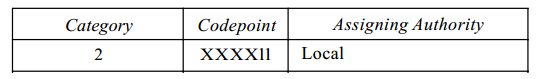 Category Codepoint Assigning Authority
2 XXXX11 Local